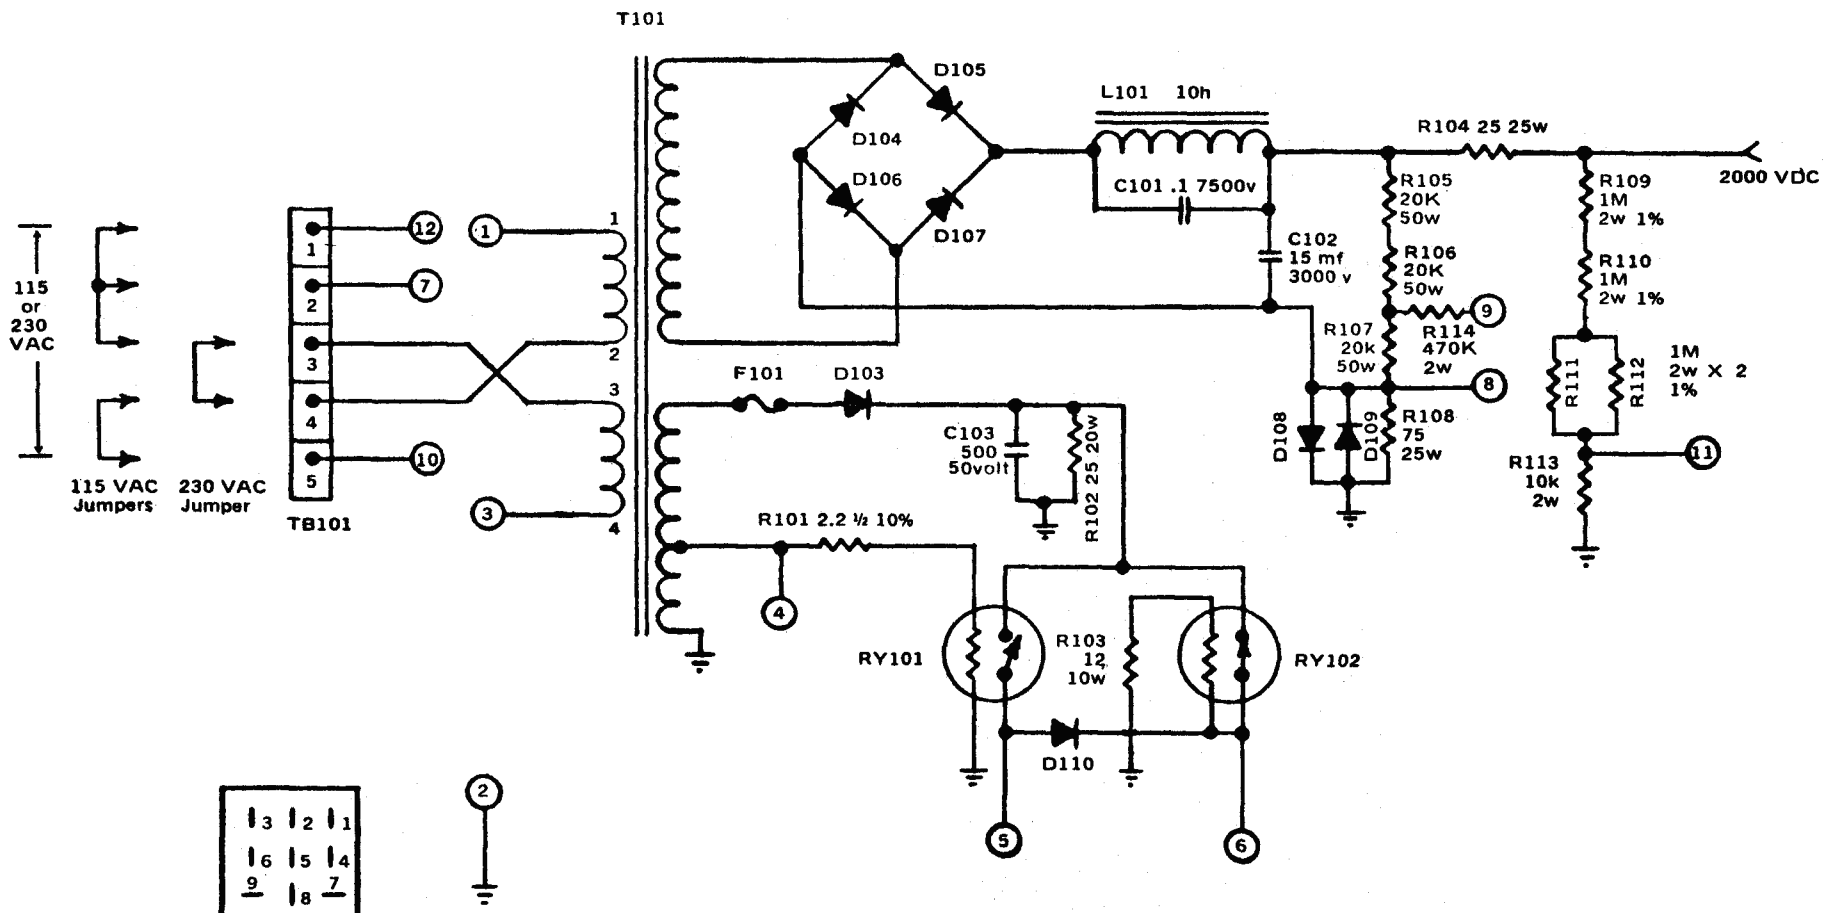 T101
D105
D104
D106
D107
L101 10h
C101 .1 7500v
C102
15 mf
3000 v
R104 25 25w
2000 VDC
R105
20K
50w
R106
20K
50w
R109
1M
2w 1%
R110
1M
2w 1%
9
R107
20k
50w
R114
470K
2w
8
R111
R112
1M
2w X 2
1%
D108
D109
R108
75
25w
11
R113
10k
2w
115
or
230
VAC
115 VAC
Jumpers
230 VAC
Jumper
1
2
3
4
5
TB101
12
7
10
1
3
1
2
3
4
F101
D103
C103
500
50volt
R102 25 20w
R101 2.2 ½ 10%
4
RY101
R103
12
10w
RY102
D110
5
6
2
3 2 1
6 5 4
9 8 7